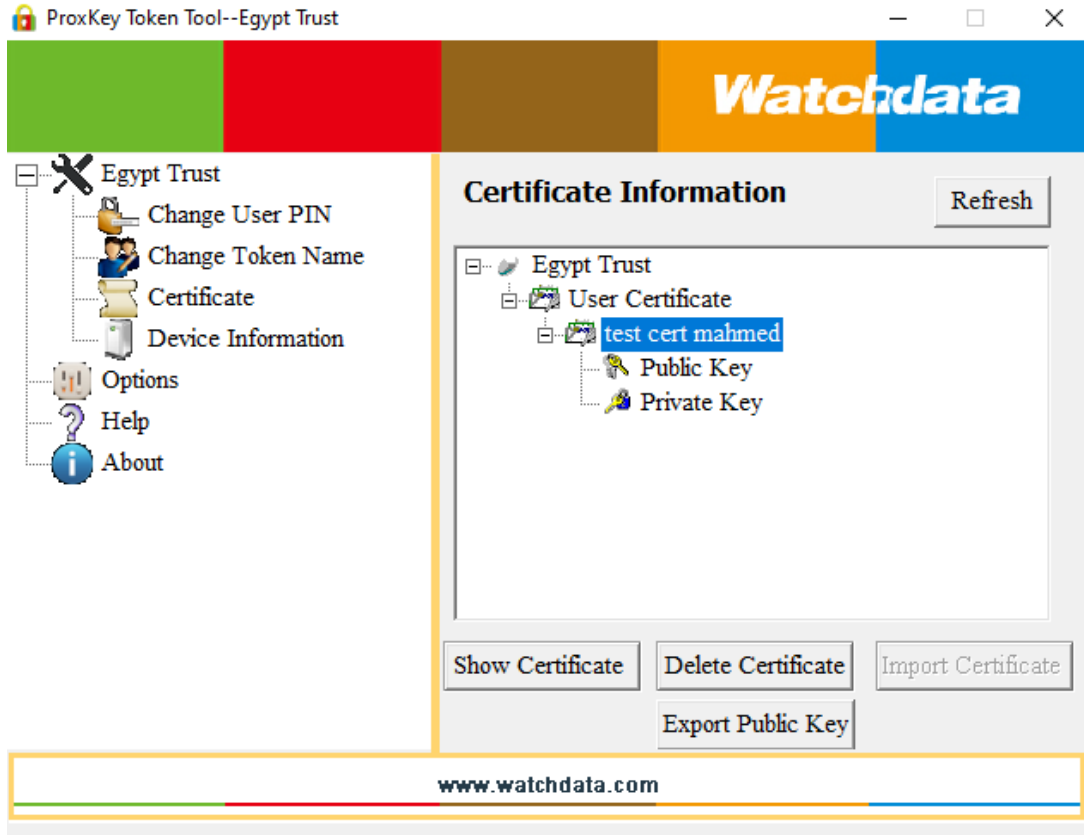 ProxKey Token Tool--Egypt Trust
Watchdata
Egypt Trust
Change User PIN
Change Token Name
Certificate
Device Information
Options
Help
About
Certificate Information
Refresh
Egypt Trust
User Certificate
test cert mahmed
Public Key
Private Key
Show Certificate
Delete Certificate
Import Certificate
Export Public Key
www.watchdata.com